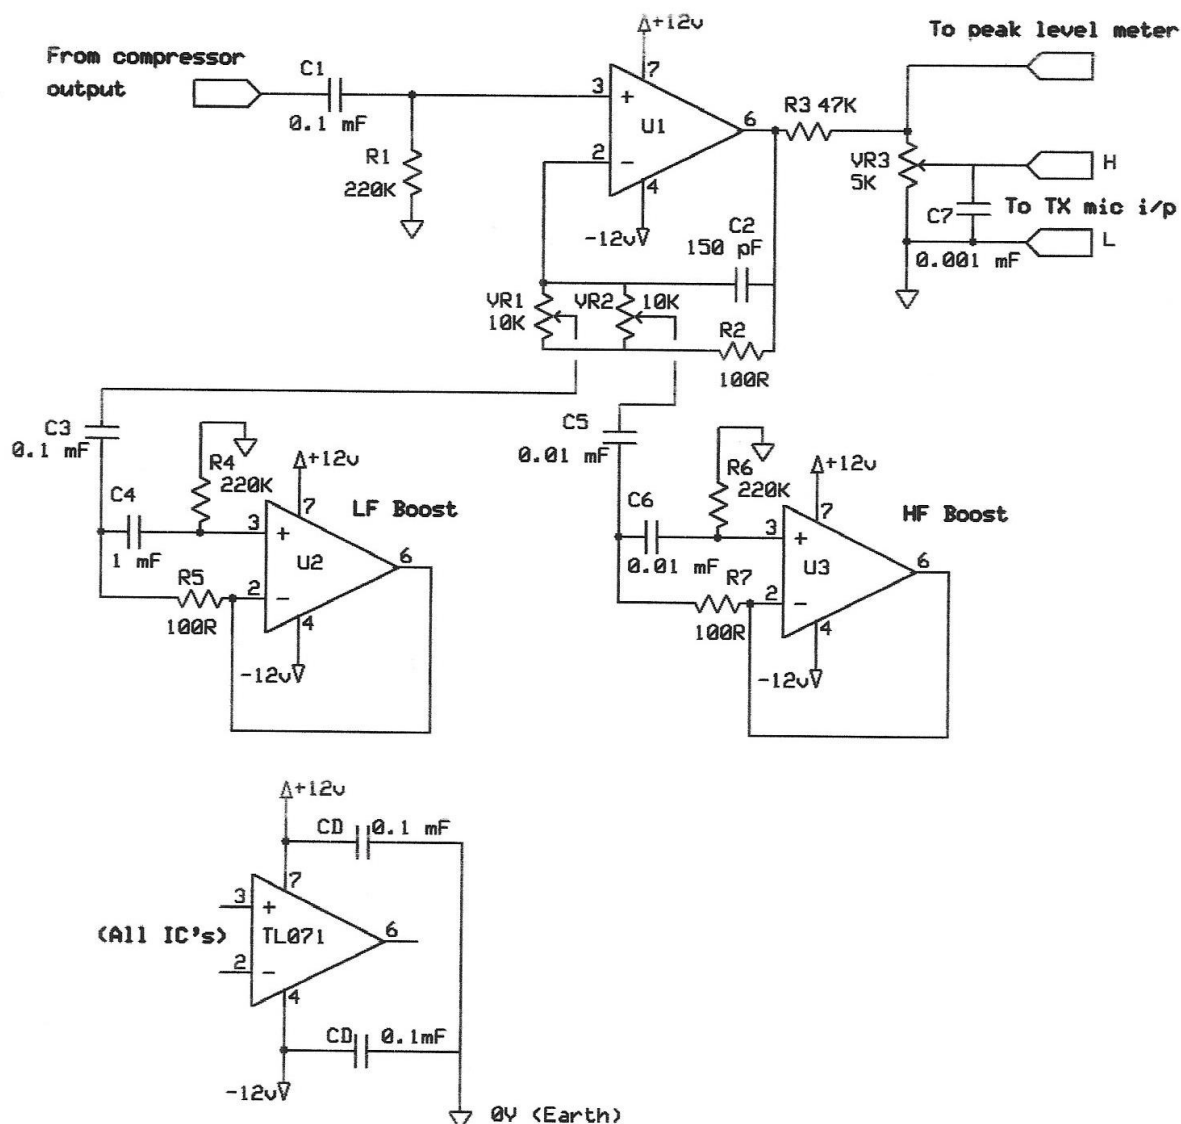 +12v
To peak level meter
From compressor
output
C1
0.1 mF
3
+
7
U1
6
R3 47K
R1
220K
2
−
4
-12v
VR3
5K
H
C2
150 pF
C7
To TX mic i/p
L
0.001 mF
VR1
10K
VR2
10K
R2
100R
C3
0.1 mF
R4
220K
+12v
C5
0.01 mF
R6
220K
+12v
C4
1 mF
3
+
7
LF Boost
U2
6
C6
0.01 mF
3
+
7
HF Boost
U3
6
R5
100R
2
−
4
-12v
R7
100R
2
−
4
-12v
+12v
CD
0.1 mF
7
3
+
(All IC's)
TL071
6
2
−
4
CD
0.1mF
-12v
0V (Earth)